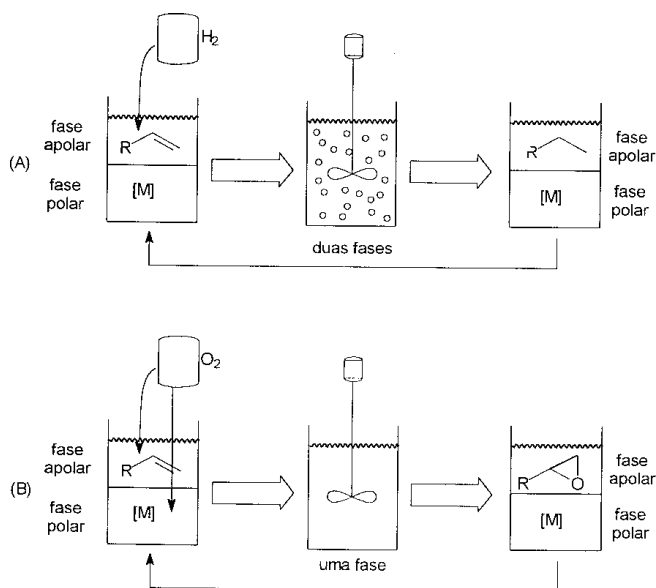 H2
fase
apolar
R
(A)
fase
polar
[M]
duas fases
R
[M]
fase
apolar
fase
polar
O2
fase
apolar
R
(B)
fase
polar
[M]
uma fase
R
O
[M]
fase
apolar
fase
polar